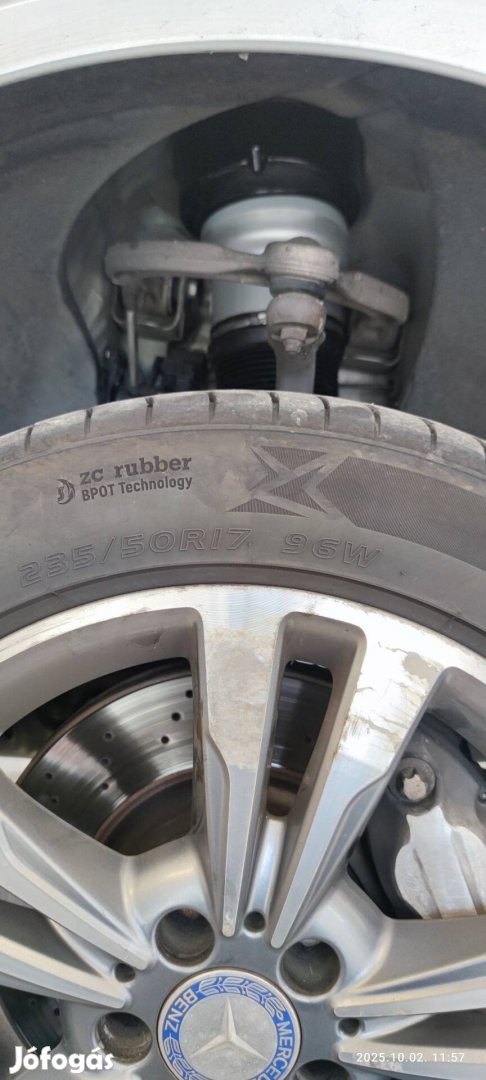 zc rubber
BPOT Technology
235/50R17 96W
MERCEDES
BENZ
Jófogás
2025.10.02. 11:57